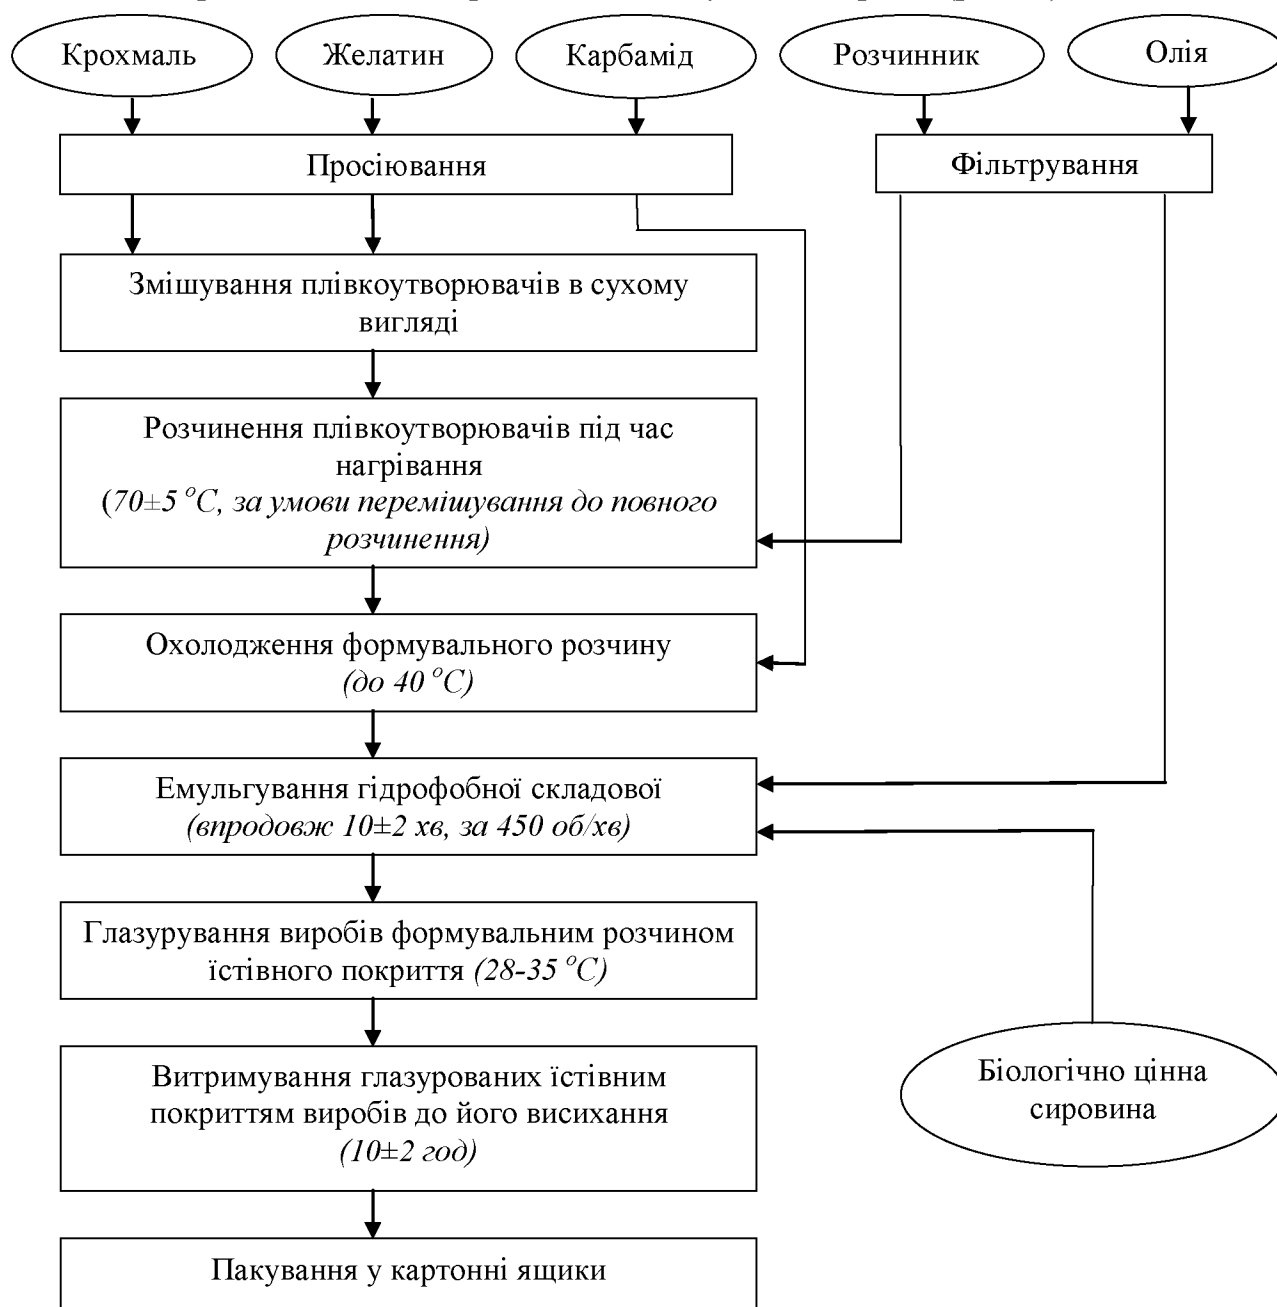 Крохмаль
Желатин
Карбамід
Розчинник
Олія
Просіювання
Фільтрування
Змішування плівкоутворювачів в сухому
вигляді
Розчинення плівкоутворювачів під час
нагрівання
(70±5 °С, за умови перемішування до повного
розчинення)
Охолодження формувального розчину
(до 40 °С)
Емульгування гідрофобної складової
(впродовж 10±2 хв, за 450 об/хв)
Глазурування виробів формувальним розчином
їстівного покриття (28-35 °С)
Витримування глазурованих їстівним
покриттям виробів до його висихання
(10±2 год)
Біологічно цінна
сировина
Пакування у картонні ящики